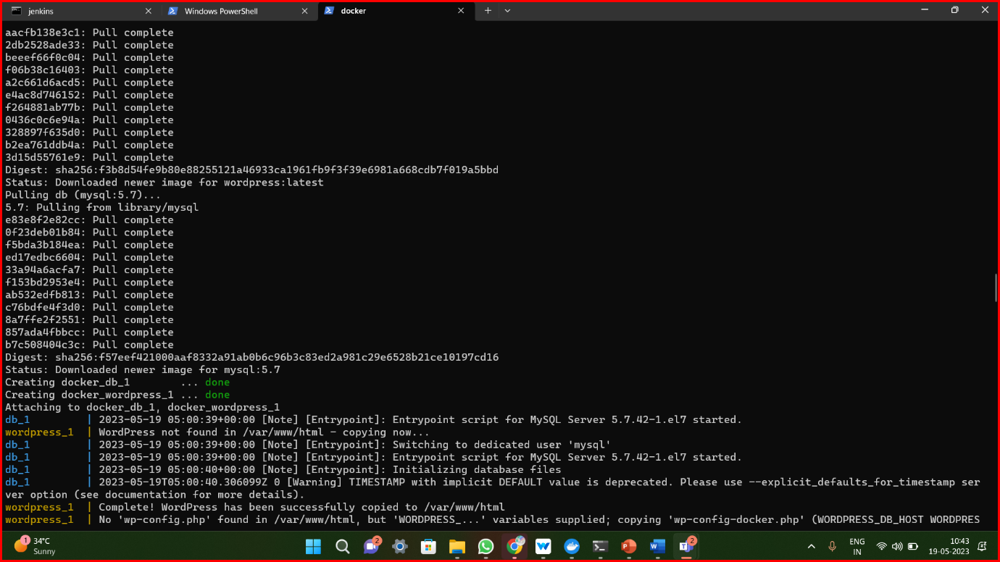 jenkins
Windows PowerShell
docker
aacfb138e3c1: Pull complete
2db2528ade33: Pull complete
beeef66f0c04: Pull complete
f06b38c16403: Pull complete
a2c661d6acd5: Pull complete
e4ac8d746152: Pull complete
f264881ab77b: Pull complete
0436c0c6e94a: Pull complete
328897f635d0: Pull complete
b2ea761ddb4a: Pull complete
3d15d55761e9: Pull complete
Digest: sha256:f3b8d54fe9b80e88255121a46933ca1961fb9f3f39e6981a668cdb7f019a5bbd
Status: Downloaded newer image for wordpress:latest
Pulling db (mysql:5.7)...
5.7: Pulling from library/mysql
e83e8f2e82cc: Pull complete
0f23deb01b84: Pull complete
f5bda3b184ea: Pull complete
ed17edbc6604: Pull complete
33a94a6acfa7: Pull complete
f153bd2953e4: Pull complete
ab532edfb813: Pull complete
c76bdfe4f3d0: Pull complete
8a7ffe2f2551: Pull complete
857ada4fbbcc: Pull complete
b7c508404c3c: Pull complete
Digest: sha256:f57eef421000aaf8332a91ab0b6c96b3c83ed2a981c29e6528b21ce10197cd16
Status: Downloaded newer image for mysql:5.7
Creating docker_db_1        ... done
Creating docker_wordpress_1 ... done
Attaching to docker_db_1, docker_wordpress_1
db_1         | 2023-05-19 05:00:39+00:00 [Note] [Entrypoint]: Entrypoint script for MySQL Server 5.7.42-1.el7 started.
wordpress_1  | WordPress not found in /var/www/html - copying now...
db_1         | 2023-05-19 05:00:39+00:00 [Note] [Entrypoint]: Switching to dedicated user 'mysql'
db_1         | 2023-05-19 05:00:39+00:00 [Note] [Entrypoint]: Entrypoint script for MySQL Server 5.7.42-1.el7 started.
db_1         | 2023-05-19 05:00:40+00:00 [Note] [Entrypoint]: Initializing database files
db_1         | 2023-05-19T05:00:40.306099Z 0 [Warning] TIMESTAMP with implicit DEFAULT value is deprecated. Please use --explicit_defaults_for_timestamp ser
ver option (see documentation for more details).
wordpress_1  | Complete! WordPress has been successfully copied to /var/www/html
wordpress_1  | No 'wp-config.php' found in /var/www/html, but 'WORDPRESS_...' variables supplied; copying 'wp-config-docker.php' (WORDPRESS_DB_HOST WORDPRES
1
34°C
Sunny
2
W
P
W
T
2
ENG
IN
10:43
19-05-2023